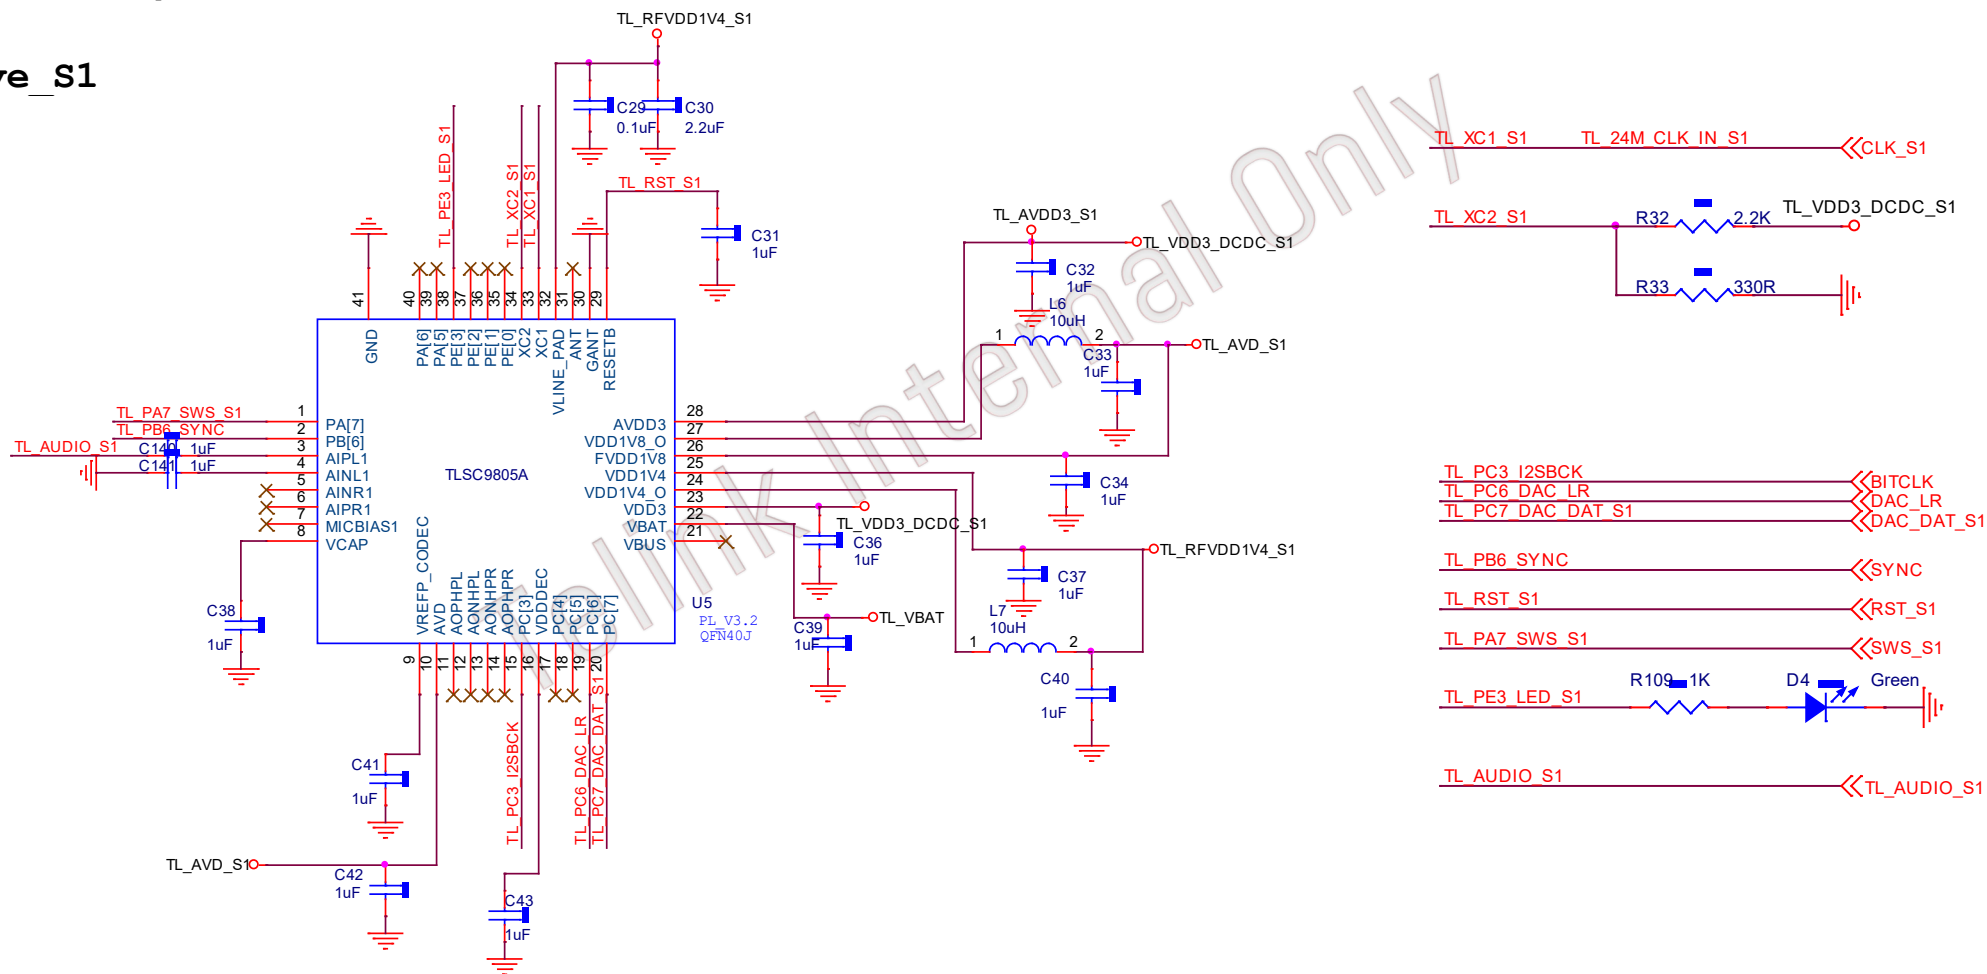 TL_RFVDD1V4_S1
ve_S1
C29
0.1uF
C30
2.2uF
TL_PE3_LED_S1
TL_XC2_S1
TL_XC1_S1
TL_RST_S1
C31
1uF
41
40
39
38
37
36
35
34
33
32
31
30
29
GND
PA[6]
PA[5]
PE[3]
PE[2]
PE[1]
PE[0]
XC2
XC1
VLINE_PAD
ANT
GANT
RESETB
TL_AVDD3_S1
TL_VDD3_DCDC_S1
C32
1uF
L6
10uH
1
2
TL_AVD_S1
C33
1uF
TL_PA7_SWS_S1
TL_PB6_SYNC
TL_AUDIO_S1
C140 1uF
C141 1uF
1 PA[7]
2 PB[6]
3 AIPL1
4 AINL1
5 AINR1
6 AIPR1
7 MICBIAS1
8 VCAP
TLSC9805A
AVDD3 28
VDD1V8_O 27
FVDD1V8 26
VDD1V4 25
VDD1V4_O 24
VDD3 23
VBAT 22
VBUS 21
C34
1uF
TL_VDD3_DCDC_S1
C36
1uF
TL_RFVDD1V4_S1
C37
1uF
L7
10uH
1
2
C38
1uF
VREFP_CODEC
AVD
AOPHPL
AONHPL
AONHPR
AOPHPR
PC[3]
VDDDEC
PC[4]
PC[5]
PC[6]
PC[7]
9
10
11
12
13
14
15
16
17
18
19
20
U5
PL_V3.2
QFN40J
C39
1uF
TL_VBAT
C40
1uF
C41
1uF
TL_PC3_I2SBCK
TL_PC6_DAC_LR
TL_PC7_DAC_DAT_S1
TL_AVD_S1
C42
1uF
C43
1uF
TL_XC1_S1 TL_24M_CLK_IN_S1 CLK_S1
TL_XC2_S1 R32 2.2K TL_VDD3_DCDC_S1
R33 330R
TL_PC3_I2SBCK BITCLK
TL_PC6_DAC_LR DAC_LR
TL_PC7_DAC_DAT_S1 DAC_DAT_S1
TL_PB6_SYNC SYNC
TL_RST_S1 RST_S1
TL_PA7_SWS_S1 SWS_S1
TL_PE3_LED_S1 R109 1K D4 Green
TL_AUDIO_S1 TL_AUDIO_S1
Telink Internal Only